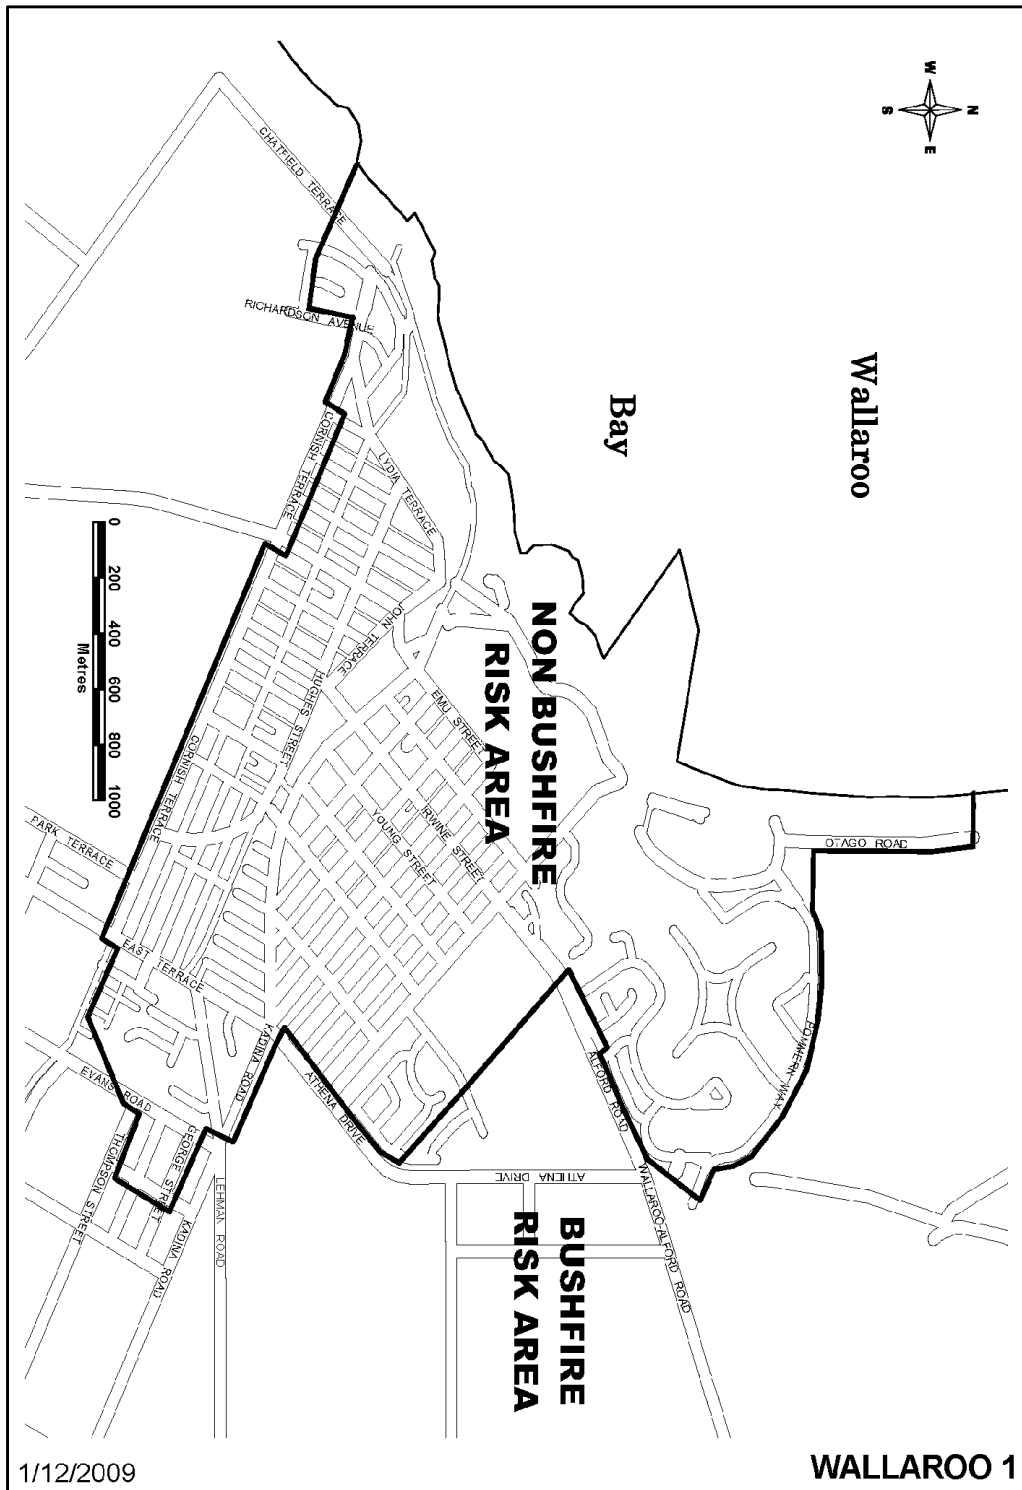 W
N
S
E
Wallaroo
Bay
CHATFIELD TERRACE
RICHARDSON AVENUE
CORNISH TERRACE
LYDIA TERRACE
0 200 400 600 800 1000
Metres
JOHN TERRACE
HUGHES STREET
NON BUSHFIRE
RISK AREA
EMU STREET
IRWINE STREET
YOUNG STREET
CORNISH TERRACE
PARK TERRACE
EAST TERRACE
OTAGO ROAD
POMMERN WAY
KADINA ROAD
ATHENA DRIVE
ALFORD ROAD
EVANS ROAD
GEORGE STREET
THOMPSON STREET
LEHMAN ROAD
KADINA ROAD
ATHENA DRIVE
WALLAROO-ALFORD ROAD
BUSHFIRE
RISK AREA
1/12/2009
WALLAROO 1